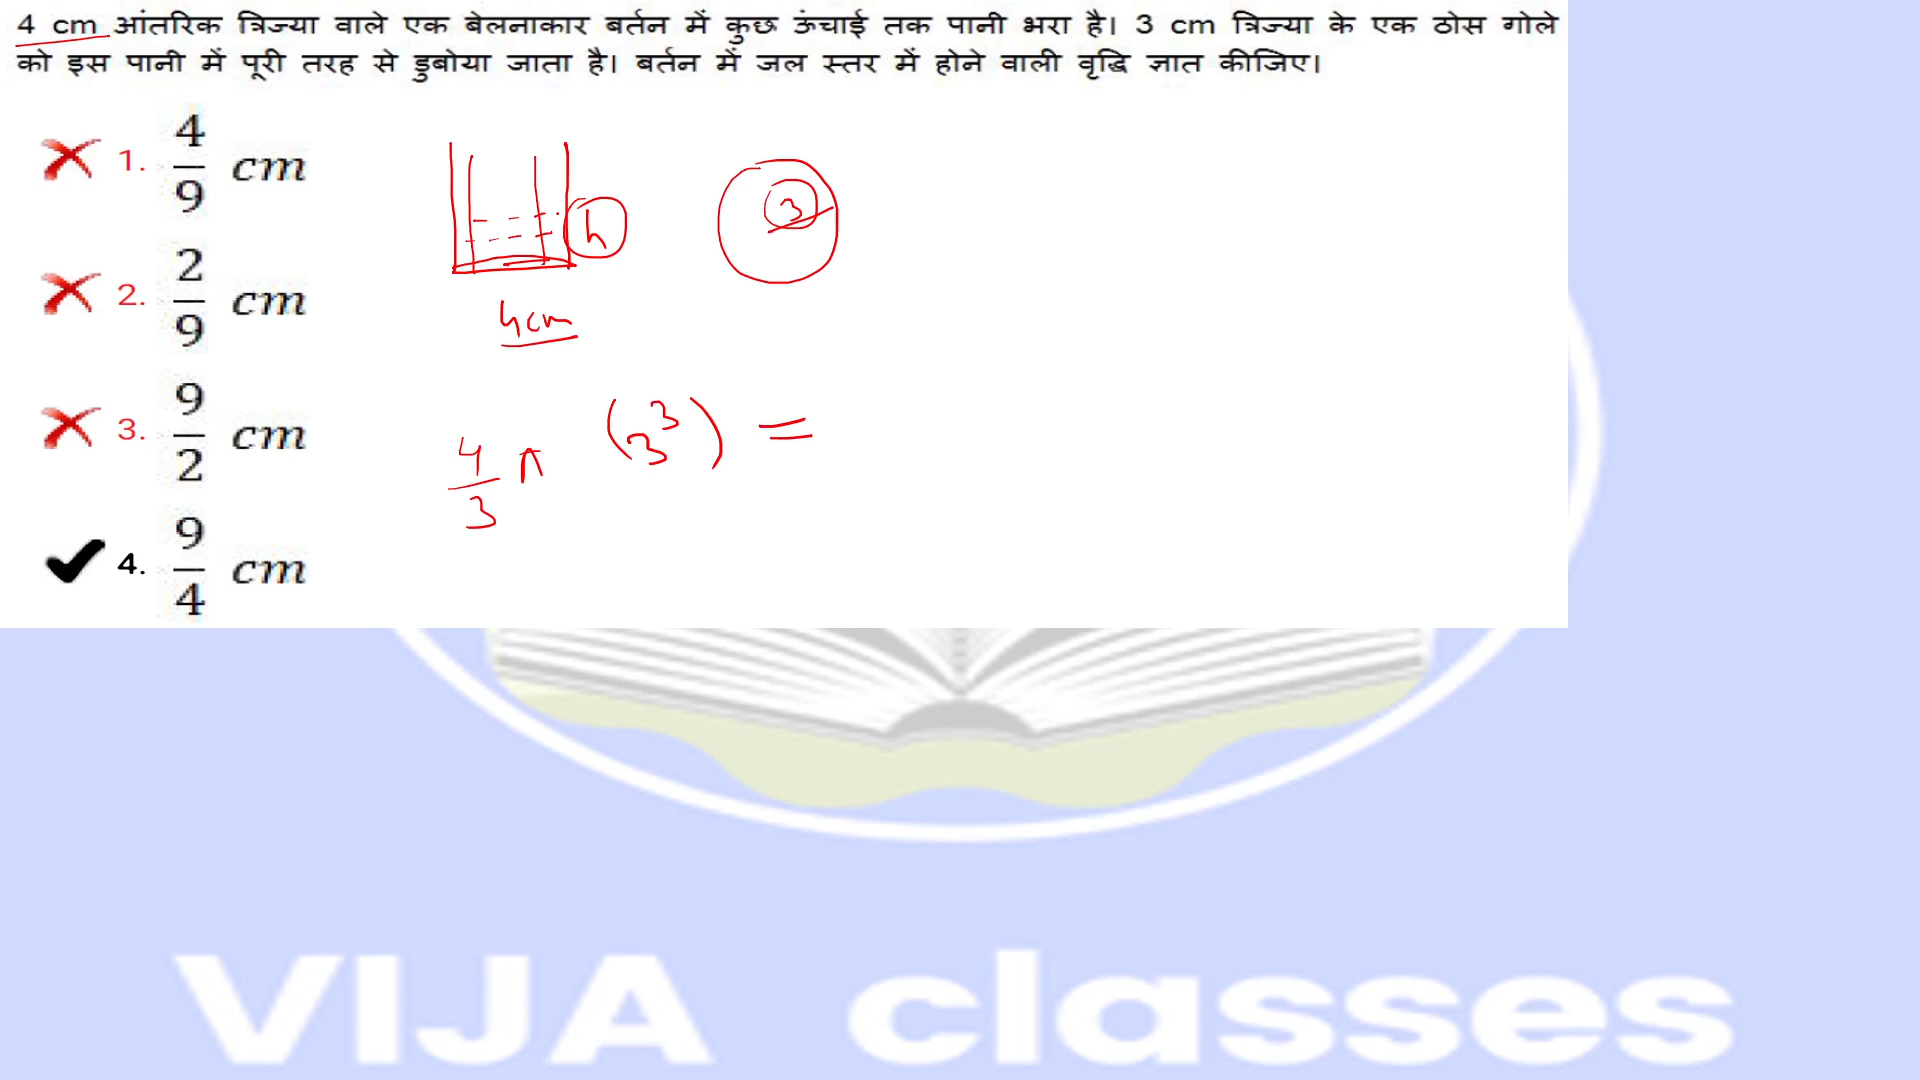 4 cm आंतरिक त्रिज्या वाले एक बेलनाकार बर्तन में कुछ ऊंचाई तक पानी भरा है। 3 cm त्रिज्या के एक ठोस गोले
को इस पानी में पूरी तरह से डुबोया जाता है। बर्तन में जल स्तर में होने वाली वृद्धि ज्ञात कीजिए।
1. 4/9 cm
2. 2/9 cm
3. 9/2 cm
4. 9/4 cm
h
3
4cm
4/3 π (3³) =
VIJA classes